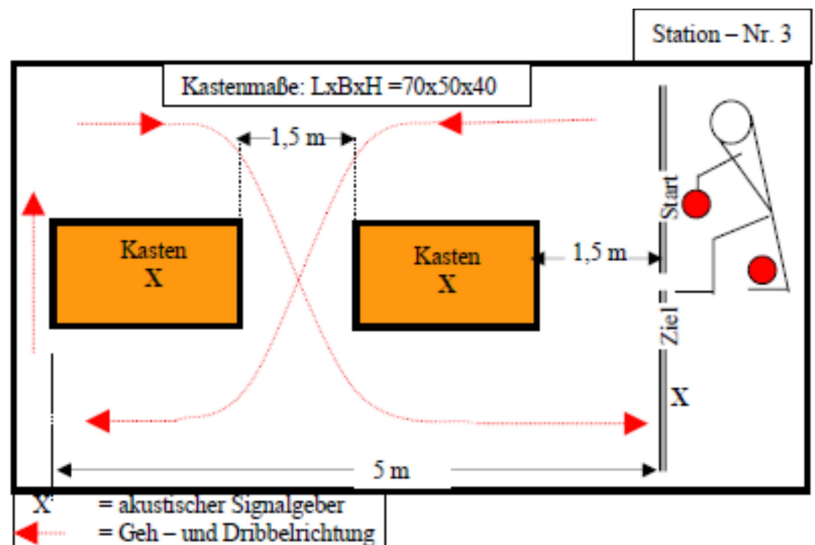 Station – Nr. 3
Kastenmaße: LxBxH =70x50x40
1,5 m
Start
Kasten
X
Kasten
X
1,5 m
Ziel
X
5 m
X = akustischer Signalgeber
= Geh – und Dribbelrichtung